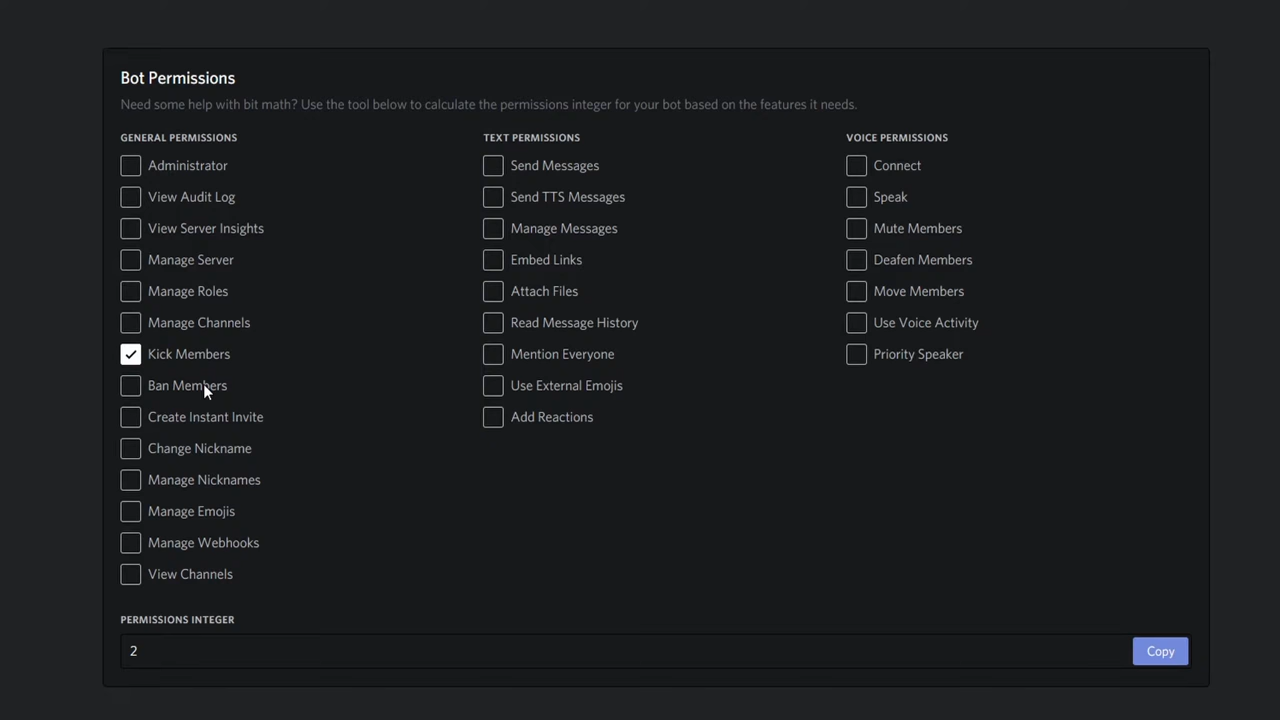 Bot Permissions
Need some help with bit math? Use the tool below to calculate the permissions integer for your bot based on the features it needs.
GENERAL PERMISSIONS
Administrator
View Audit Log
View Server Insights
Manage Server
Manage Roles
Manage Channels
Kick Members
Ban Members
Create Instant Invite
Change Nickname
Manage Nicknames
Manage Emojis
Manage Webhooks
View Channels
TEXT PERMISSIONS
Send Messages
Send TTS Messages
Manage Messages
Embed Links
Attach Files
Read Message History
Mention Everyone
Use External Emojis
Add Reactions
VOICE PERMISSIONS
Connect
Speak
Mute Members
Deafen Members
Move Members
Use Voice Activity
Priority Speaker
PERMISSIONS INTEGER
2
Copy